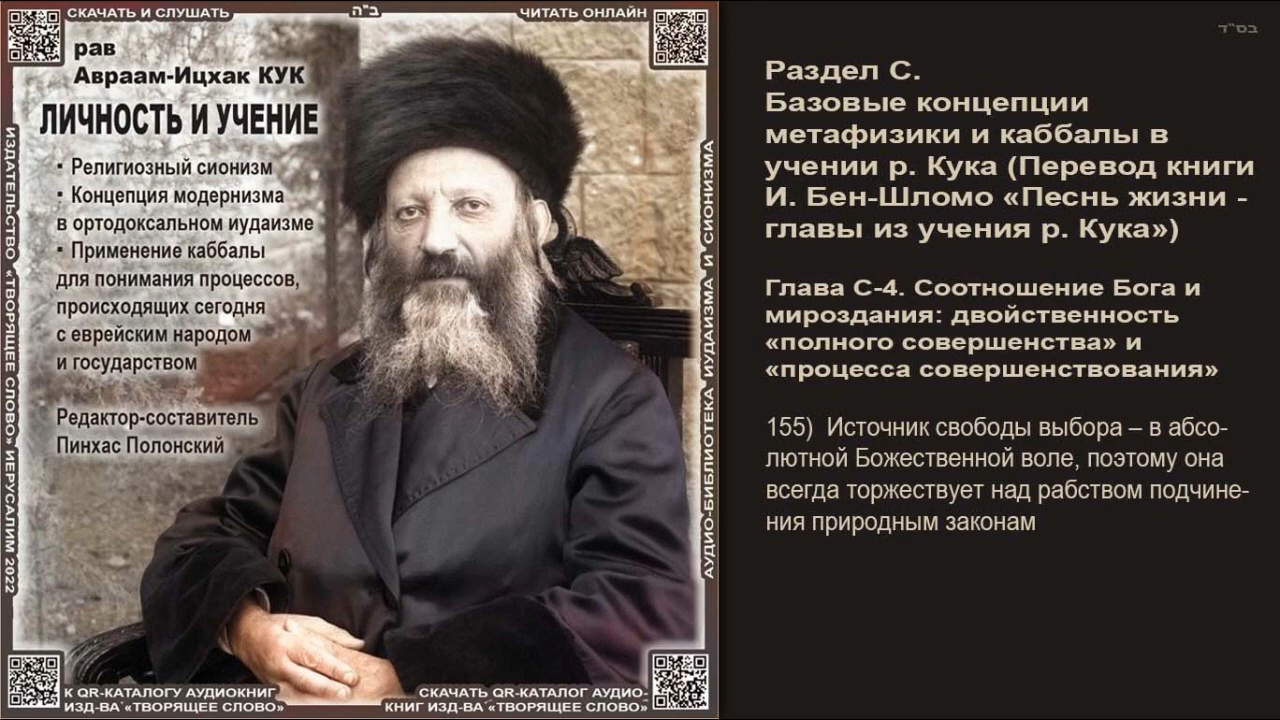 СКАЧАТЬ И СЛУШАТЬ
ב"ה
ЧИТАТЬ ОНЛАЙН
рав
Авраам-Ицхак КУК
ЛИЧНОСТЬ И УЧЕНИЕ
· Религиозный сионизм
· Концепция модернизма
в ортодоксальном иудаизме
· Применение каббалы
для понимания процессов,
происходящих сегодня
с еврейским народом
и государством
Редактор-составитель
Пинхас Полонский
ИЗДАТЕЛЬСТВО «ТВОРЯЩЕЕ СЛОВО» ИЕРУСАЛИМ 2022
АУДИО-БИБЛИОТЕКА ИУДАИЗМА И СИОНИЗМА
К QR-КАТАЛОГУ АУДИОКНИГ
ИЗД-ВА «ТВОРЯЩЕЕ СЛОВО»
СКАЧАТЬ QR-КАТАЛОГ АУДИО-
КНИГ ИЗД-ВА «ТВОРЯЩЕЕ СЛОВО»
בס"ד
Раздел С.
Базовые концепции
метафизики и каббалы в
учении р. Кука (Перевод книги
И. Бен-Шломо «Песнь жизни -
главы из учения р. Кука»)
Глава С-4. Соотношение Бога и
мироздания: двойственность
«полного совершенства» и
«процесса совершенствования»
155) Источник свободы выбора – в абсо-
лютной Божественной воле, поэтому она
всегда торжествует над рабством подчине-
ния природным законам